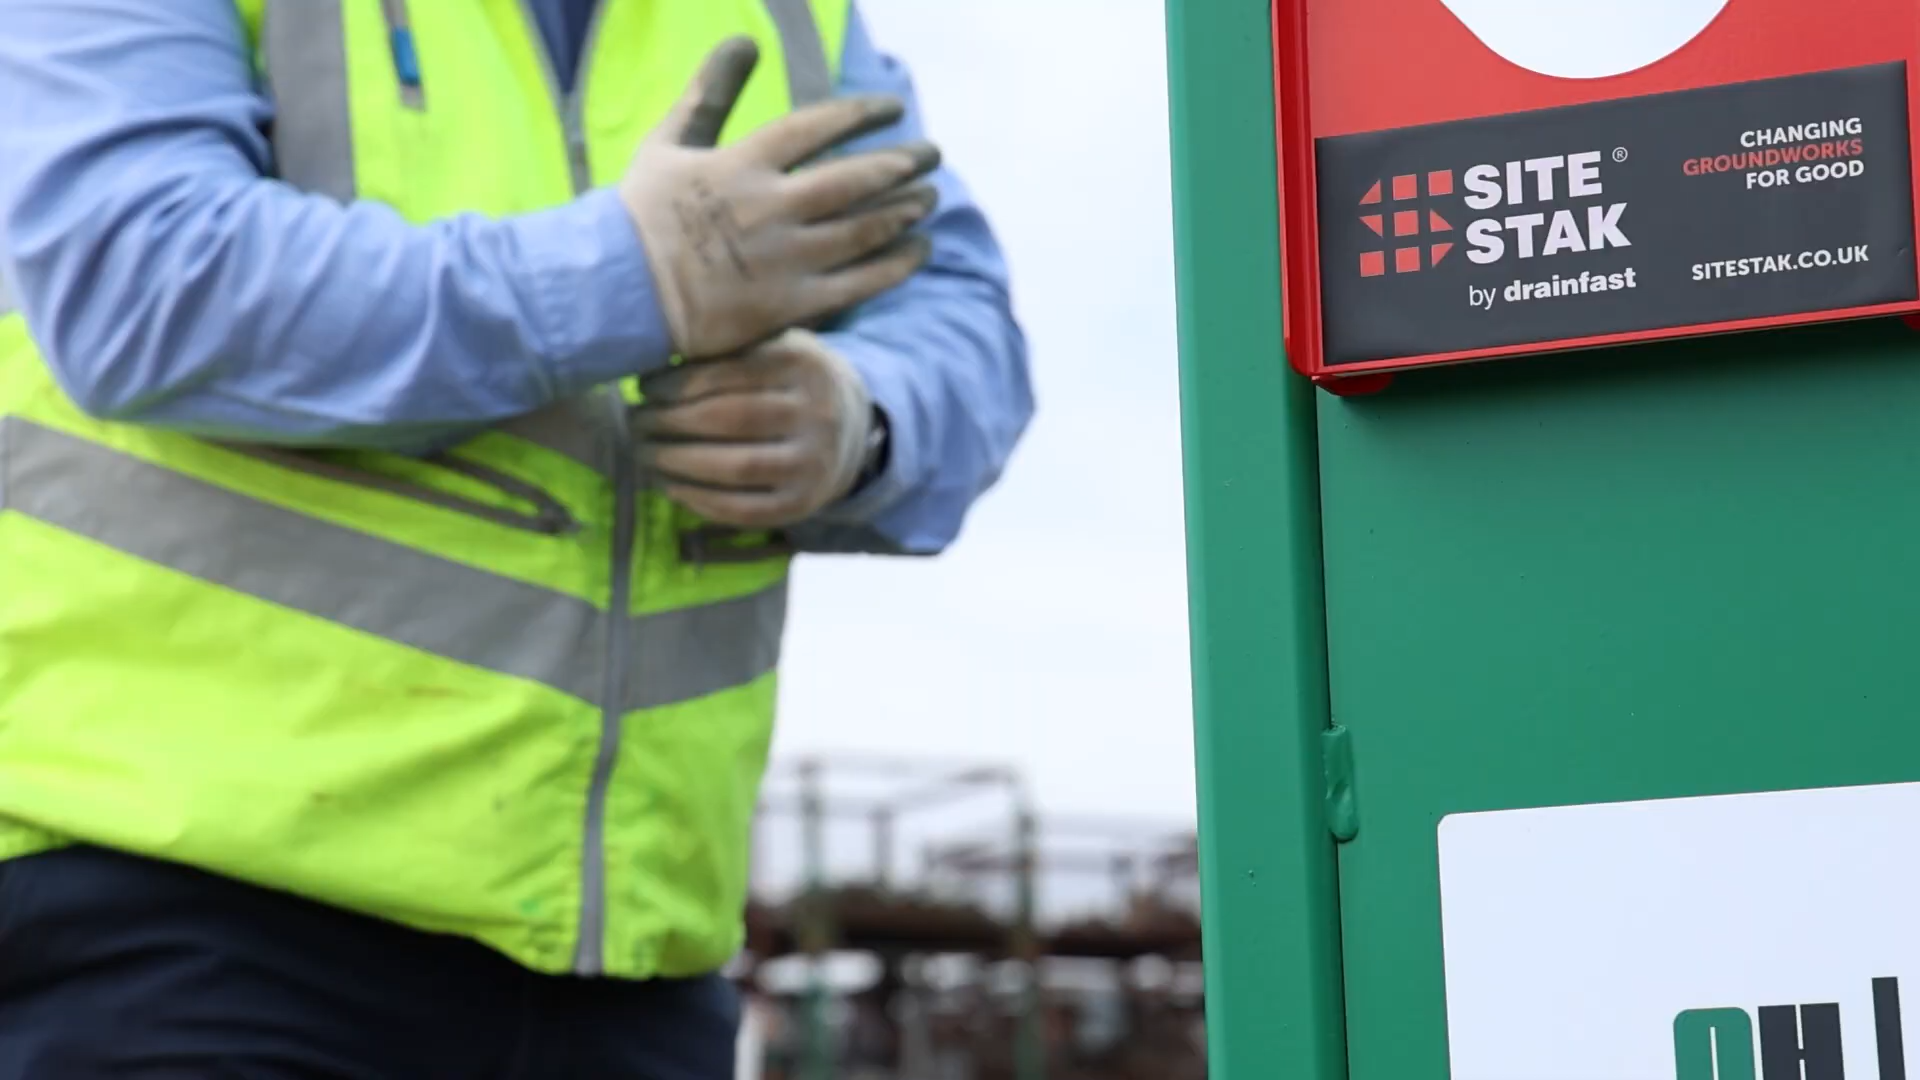 SITE ®
STAK
by drainfast
CHANGING
GROUNDWORKS
FOR GOOD
SITESTAK.CO.UK